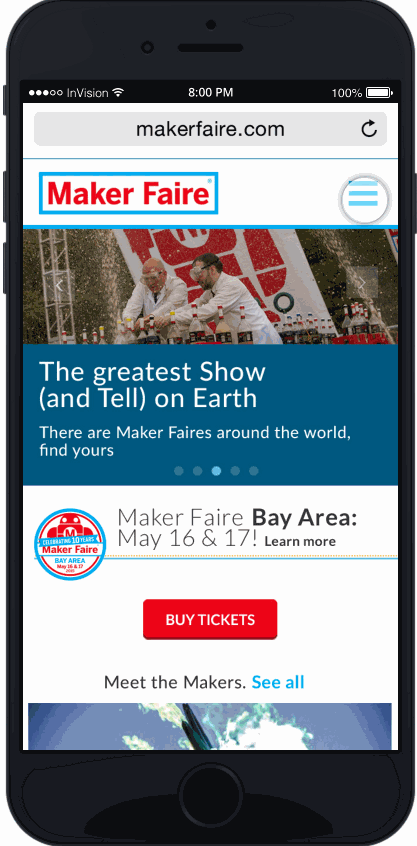 InVision 8:00 PM 100%
makerfaire.com
Maker Faire®
The greatest Show
(and Tell) on Earth
There are Maker Faires around the world,
find yours
CELEBRATING 10 YEARS
Maker Faire
BAY AREA
May 16 & 17
2015
Maker Faire Bay Area:
May 16 & 17! Learn more
BUY TICKETS
Meet the Makers. See all